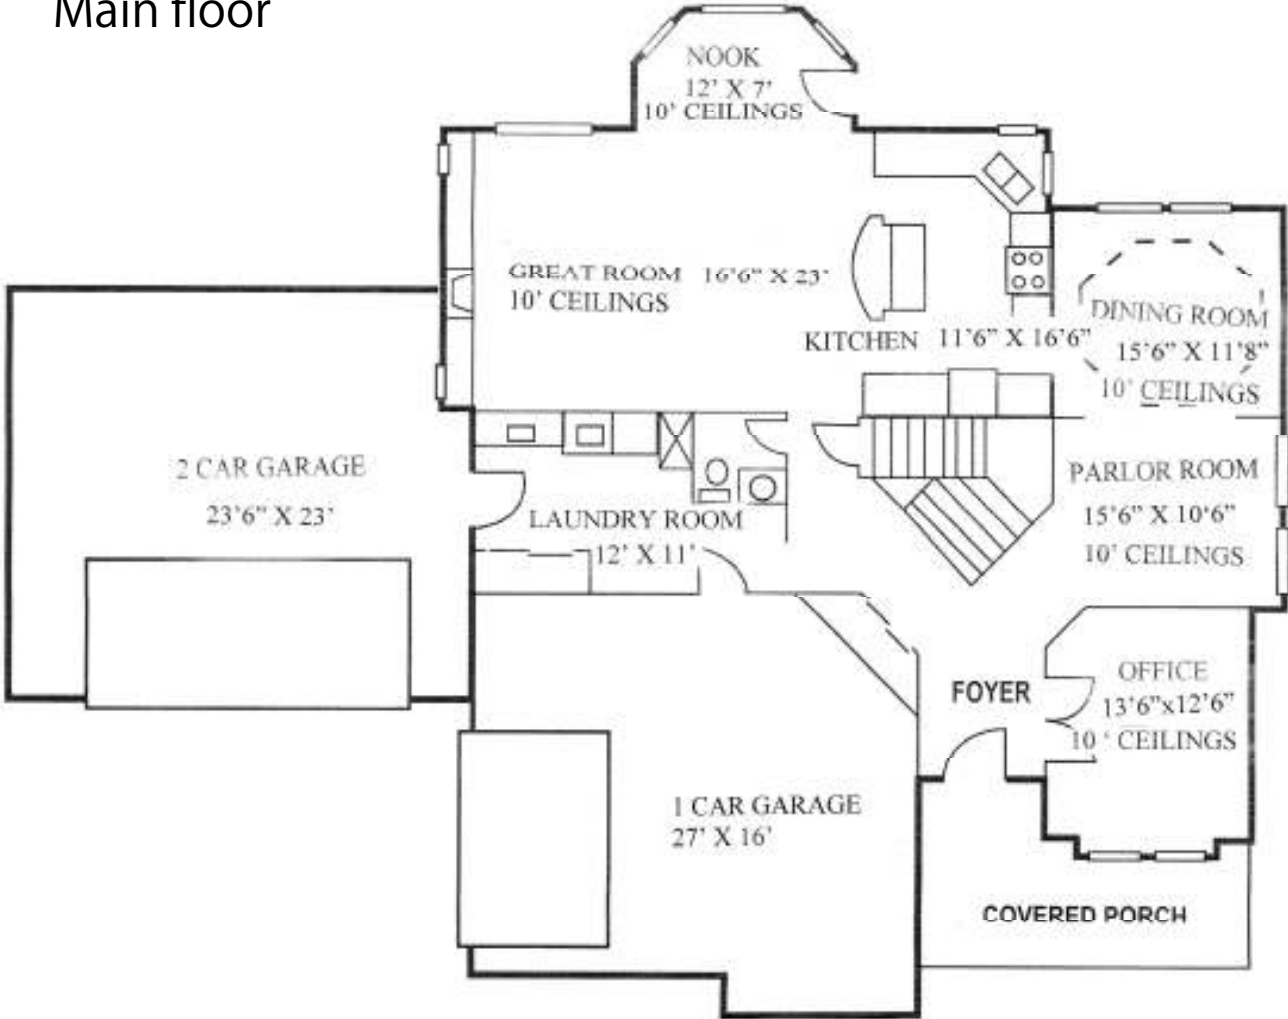 Main floor
NOOK
12' X 7'
10' CEILINGS
GREAT ROOM 16'6" X 23'
10' CEILINGS
KITCHEN 11'6" X 16'6"
DINING ROOM
15'6" X 11'8"
10' CEILINGS
2 CAR GARAGE
23'6" X 23'
LAUNDRY ROOM
12' X 11'
PARLOR ROOM
15'6" X 10'6"
10' CEILINGS
FOYER
OFFICE
13'6"x12'6"
10' CEILINGS
1 CAR GARAGE
27' X 16'
COVERED PORCH